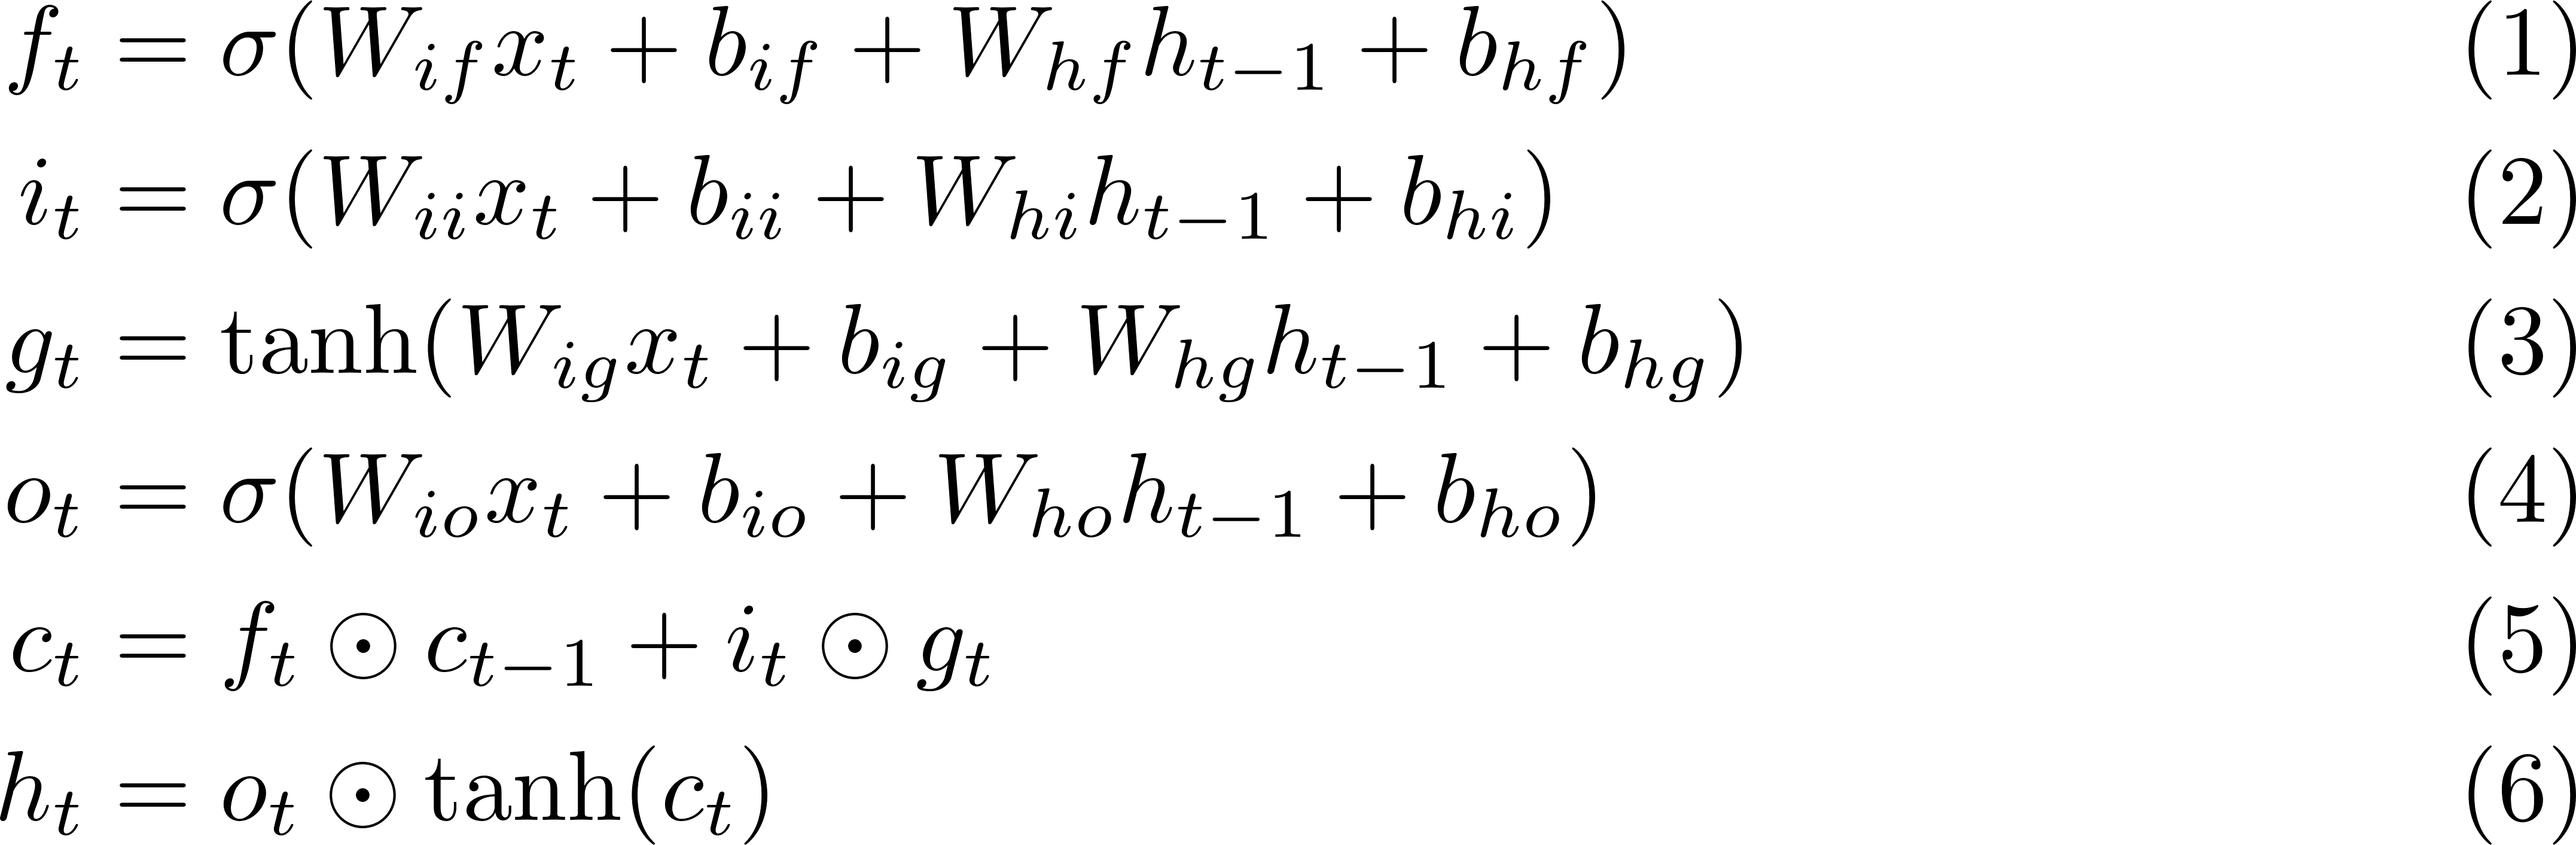 f_t = σ(W_{if} x_t + b_{if} + W_{hf} h_{t−1} + b_{hf}) (1)
i_t = σ(W_{ii} x_t + b_{ii} + W_{hi} h_{t−1} + b_{hi}) (2)
g_t = tanh(W_{ig} x_t + b_{ig} + W_{hg} h_{t−1} + b_{hg}) (3)
o_t = σ(W_{io} x_t + b_{io} + W_{ho} h_{t−1} + b_{ho}) (4)
c_t = f_t ⊙ c_{t−1} + i_t ⊙ g_t (5)
h_t = o_t ⊙ tanh(c_t) (6)